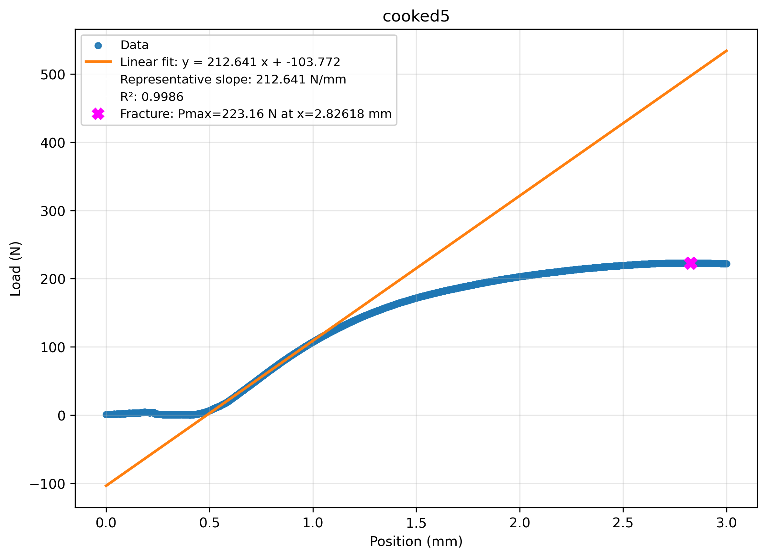 cooked5
Data
Linear fit: y = 212.641 x + -103.772
Representative slope: 212.641 N/mm
R²: 0.9986
Fracture: Pmax=223.16 N at x=2.82618 mm
Load (N)
500
400
300
200
100
0
−100
0.0 0.5 1.0 1.5 2.0 2.5 3.0
Position (mm)